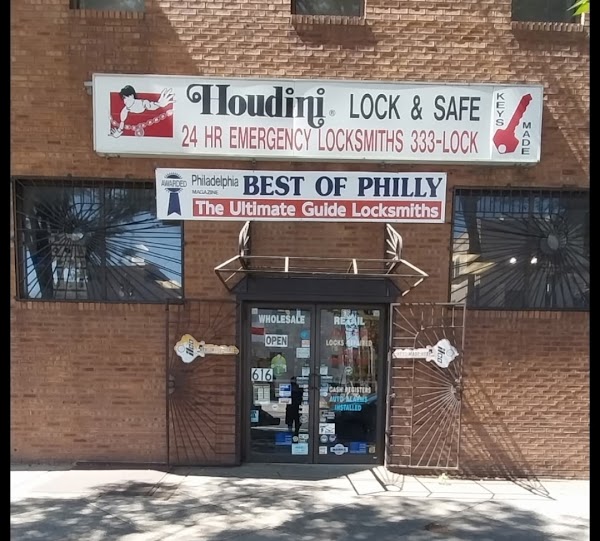 Houdini® LOCK & SAFE
24 HR EMERGENCY LOCKSMITHS 333-LOCK
KEYS MADE
AWARDED
Philadelphia MAGAZINE
BEST OF PHILLY
The Ultimate Guide Locksmiths
WHOLESALE
RETAIL
OPEN
LOCKS
616
CASH REGISTERS
AUTO ALARMS
INSTALLED